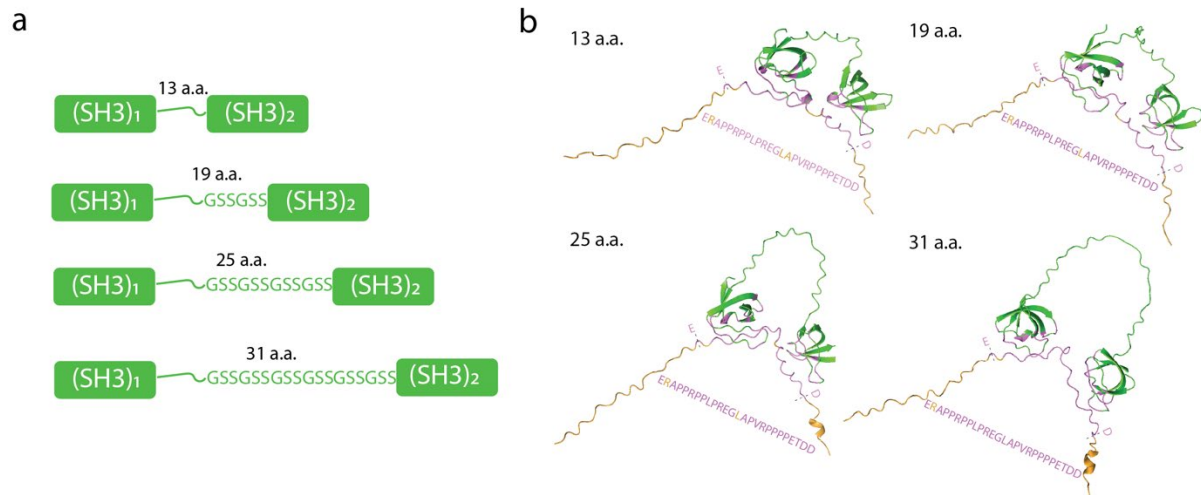 a
13 a.a.
(SH3)₁ (SH3)₂
19 a.a.
(SH3)₁ GSSGSS (SH3)₂
25 a.a.
(SH3)₁ GSSGSSGSSGSS (SH3)₂
31 a.a.
(SH3)₁ GSSGSSGSSGSSGSSGSS (SH3)₂
b
13 a.a.
E
ERAPPRPPLPREGLAPVRPPPPETDD
D
19 a.a.
E
ERAPPRPPLPREGLAPVRPPPPETDD
D
25 a.a.
E
ERAPPRPPLPREGLAPVRPPPPETDD
D
31 a.a.
E
ERAPPRPPLPREGLAPVRPPPPETDD
D